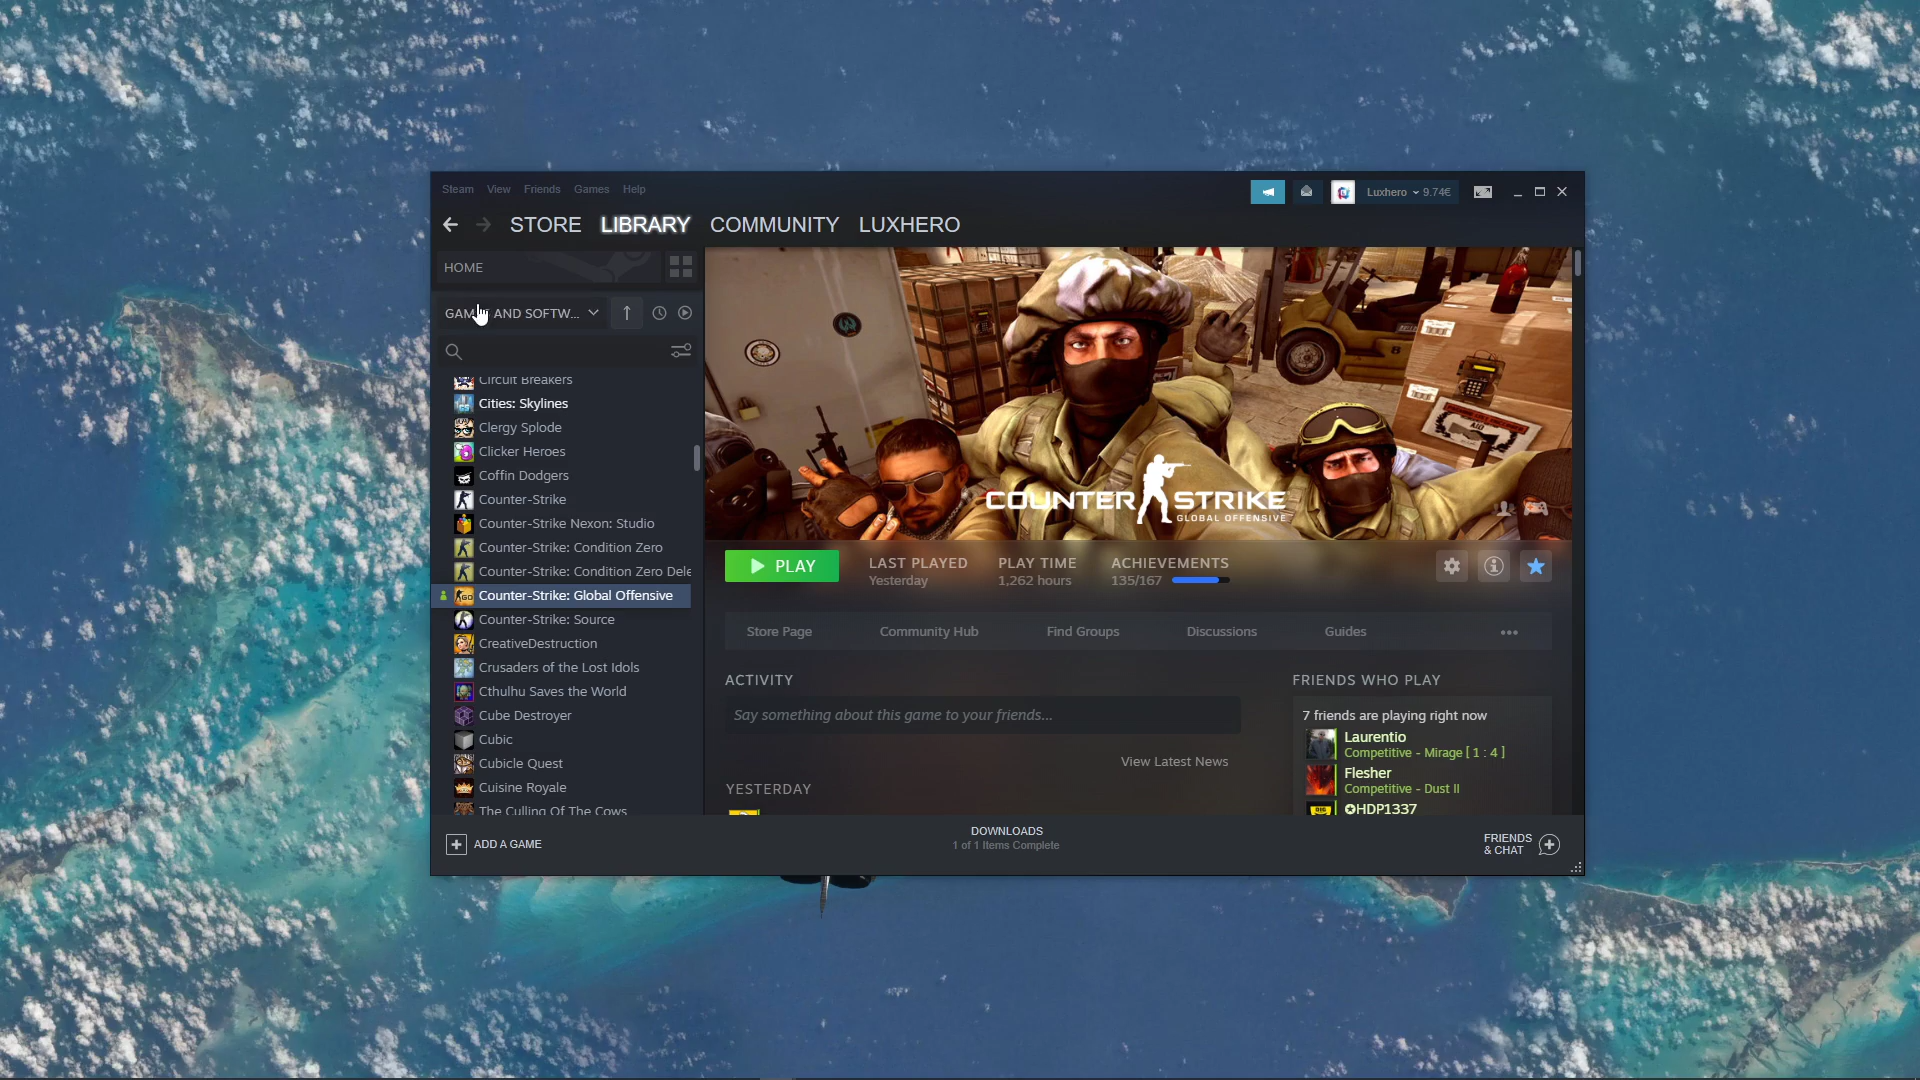 Steam View Friends Games Help
Luxhero 9.74€
STORE LIBRARY COMMUNITY LUXHERO
HOME
AND SOFTW...
Circuit Breakers
Cities: Skylines
Clergy Splode
Clicker Heroes
Coffin Dodgers
Counter-Strike
Counter-Strike Nexon: Studio
Counter-Strike: Condition Zero
Counter-Strike: Condition Zero Dele
Counter-Strike: Global Offensive
Counter-Strike: Source
CreativeDestruction
Crusaders of the Lost Idols
Cthulhu Saves the World
Cube Destroyer
Cubic
Cubicle Quest
Cuisine Royale
The Culling Of The Cows
ADD A GAME
COUNTER STRIKE
GLOBAL OFFENSIVE
PLAY
LAST PLAYED
Yesterday
PLAY TIME
1,262 hours
ACHIEVEMENTS
135/167
Store Page Community Hub Find Groups Discussions Guides •••
ACTIVITY
Say something about this game to your friends...
View Latest News
YESTERDAY
FRIENDS WHO PLAY
7 friends are playing right now
Laurentio
Competitive - Mirage [ 1 : 4 ]
Flesher
Competitive - Dust II
✪HDP1337
DOWNLOADS
1 of 1 Items Complete
FRIENDS
& CHAT